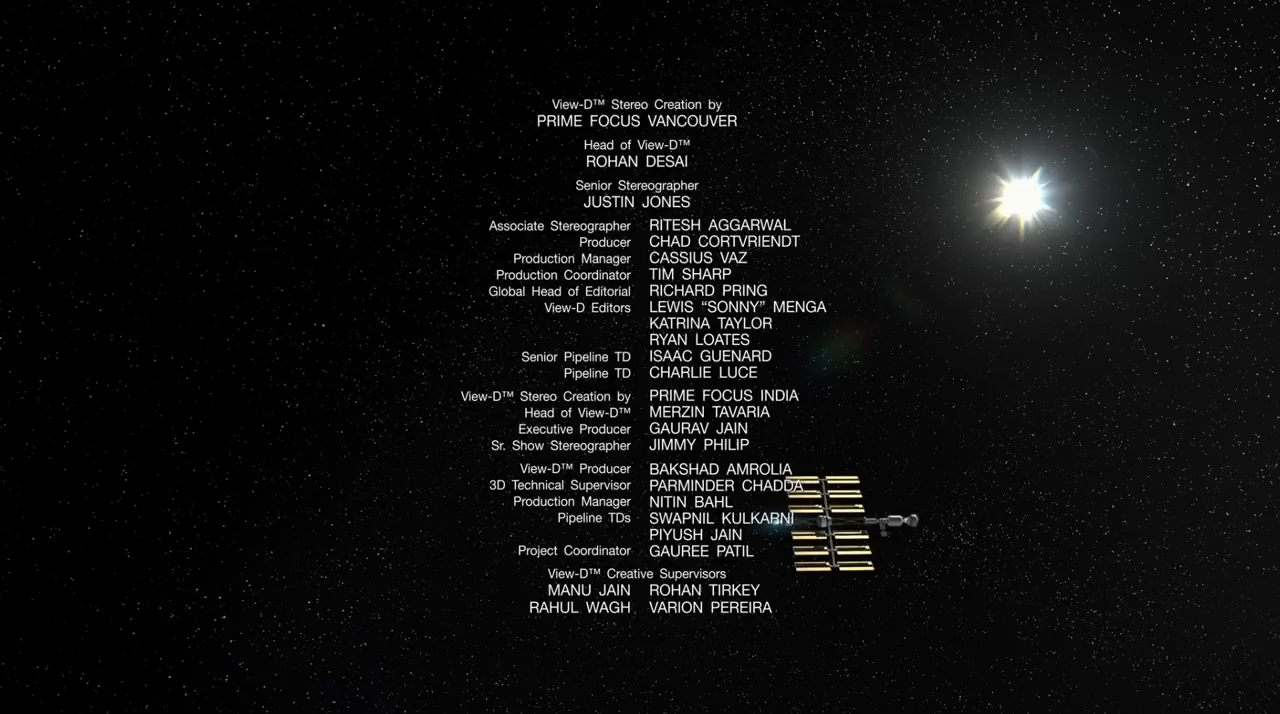 View-D™ Stereo Creation by
PRIME FOCUS VANCOUVER
Head of View-D™
ROHAN DESAI
Senior Stereographer
JUSTIN JONES
Associate Stereographer RITESH AGGARWAL
Producer CHAD CORTVRIENDT
Production Manager CASSIUS VAZ
Production Coordinator TIM SHARP
Global Head of Editorial RICHARD PRING
View-D Editors LEWIS “SONNY” MENGA
KATRINA TAYLOR
RYAN LOATES
Senior Pipeline TD ISAAC GUENARD
Pipeline TD CHARLIE LUCE
View-D™ Stereo Creation by PRIME FOCUS INDIA
Head of View-D™ MERZIN TAVARIA
Executive Producer GAURAV JAIN
Sr. Show Stereographer JIMMY PHILIP
View-D™ Producer BAKSHAD AMROLIA
3D Technical Supervisor PARMINDER CHADDA
Production Manager NITIN BAHL
Pipeline TDs SWAPNIL KULKARNI
PIYUSH JAIN
Project Coordinator GAUREE PATIL
View-D™ Creative Supervisors
MANU JAIN ROHAN TIRKEY
RAHUL WAGH VARION PEREIRA